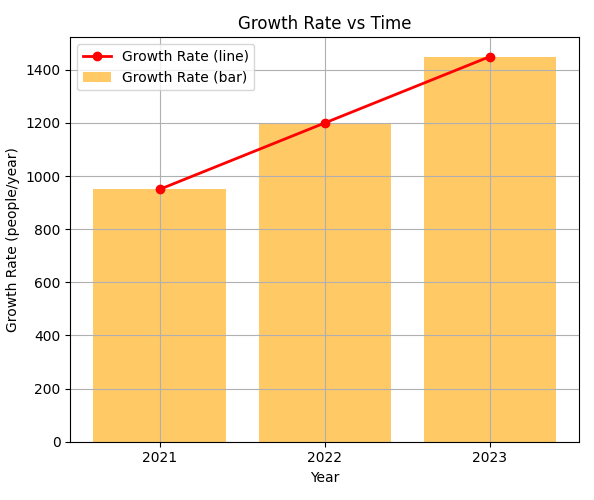 Growth Rate vs Time
Growth Rate (line)
Growth Rate (bar)
Growth Rate (people/year)
1400
1200
1000
800
600
400
200
0
2021 2022 2023
Year